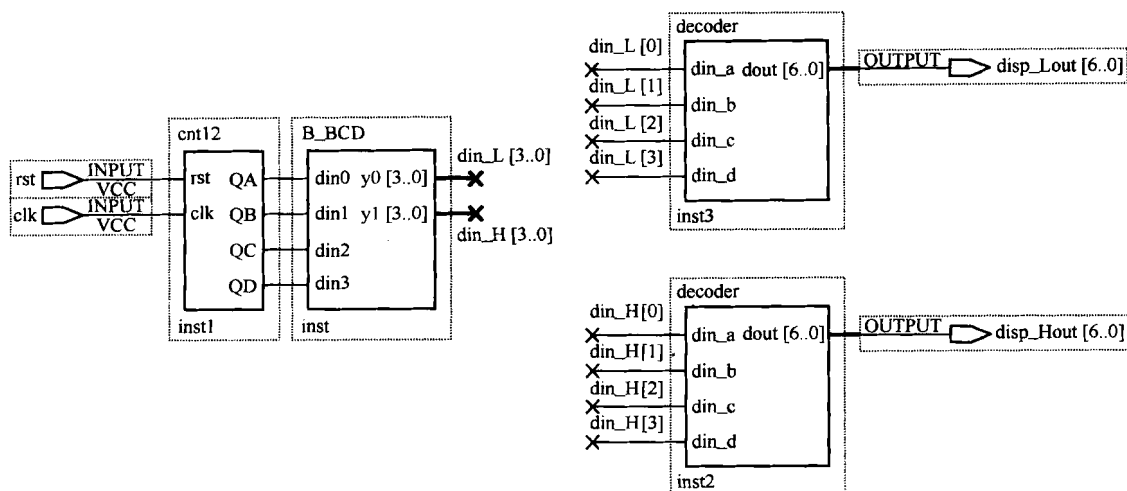 cnt12
rst INPUT VCC
clk INPUT VCC
rst QA
clk QB
QC
QD
inst1
B_BCD
din0 y0 [3..0]
din1 y1 [3..0]
din2
din3
inst
din_L [3..0]
din_H [3..0]
decoder
din_L [0]
din_L [1]
din_L [2]
din_L [3]
din_a dout [6..0]
din_b
din_c
din_d
inst3
OUTPUT disp_Lout [6..0]
decoder
din_H[0]
din_H[1]
din_H[2]
din_H[3]
din_a dout [6..0]
din_b
din_c
din_d
inst2
OUTPUT disp_Hout [6..0]